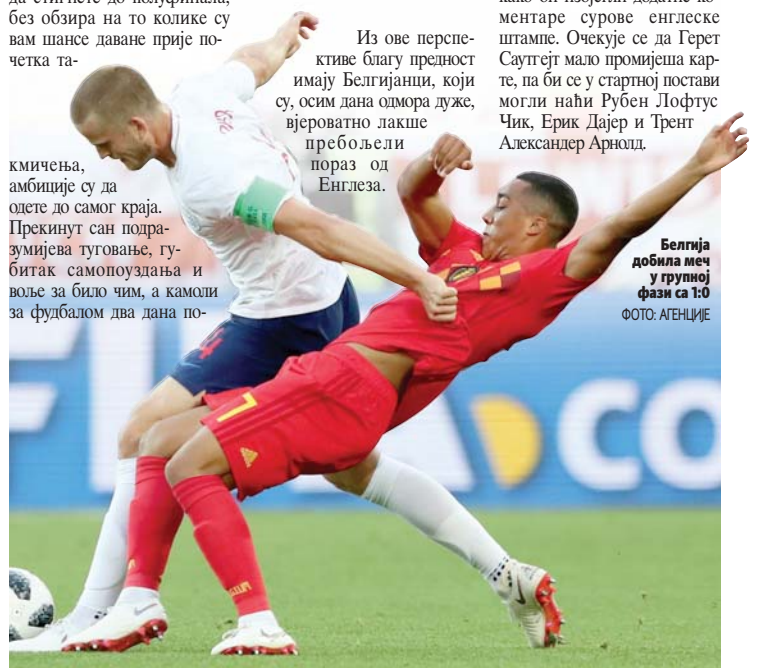 да стигнете до полуфинала,
без обзира на то колике су
вам шансе даване прије по-
четка та-
кмичења,
амбиције су да
одете до самог краја.
Прекинут сан подра-
зумијева туговање, гу-
битак самопоуздања и
воље за било чим, а камоли
за фудбалом два дана по-
Из ове перспе-
ктиве благу предност
имају Белгијанци, који
су, осим дана одмора дуже,
вјероватно лакше
пребољели
пораз од
Енглеза.
ментаре сурове енглеске
штампе. Очекује се да Герет
Саутгејт мало промијеша кар-
те, па би се у стартној постави
могли наћи Рубен Лофтус
Чик, Ерик Дајер и Трент
Александер Арнолд.
Белгија
добила меч
у групној
фази са 1:0
ФОТО: АГЕНЦИЈЕ
4
7
CO